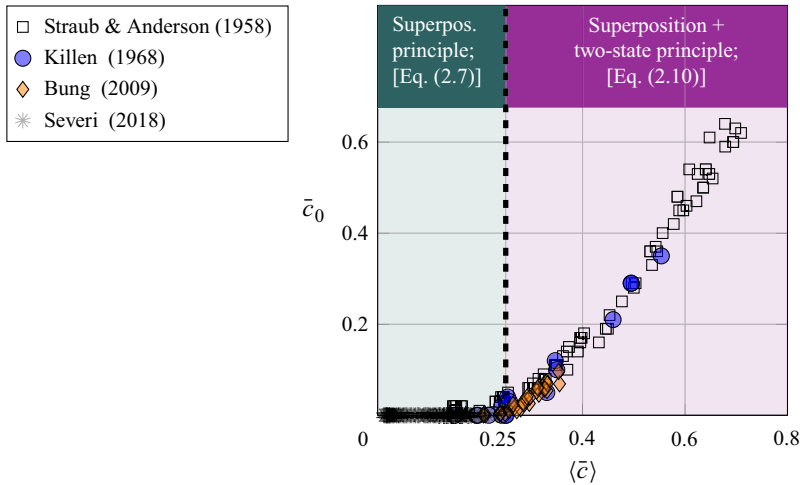 Straub & Anderson (1958)
Killen (1968)
Bung (2009)
Severi (2018)
Superpos.
principle;
[Eq. (2.7)]
Superposition +
two-state principle;
[Eq. (2.10)]
0.6
0.4
0.2
c̄₀
0 0.25 0.4 0.6 0.8
⟨c̄⟩